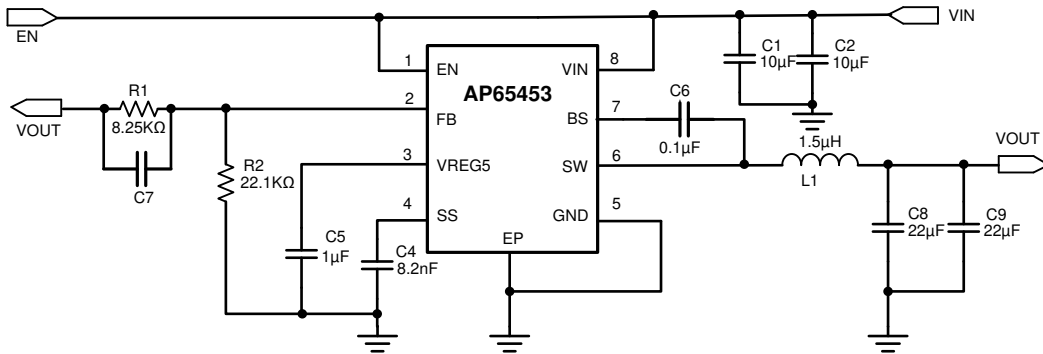 EN
VIN
1
EN
VIN
8
C1
10µF
C2
10µF
AP65453
VOUT
R1
8.25KΩ
C7
2
FB
BS
7
C6
0.1µF
R2
22.1KΩ
3
VREG5
SW
6
1.5µH
L1
VOUT
4
SS
GND
5
EP
C5
1µF
C4
8.2nF
C8
22µF
C9
22µF